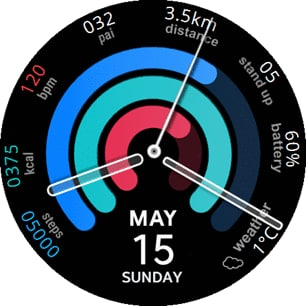 05000
steps
0375
kcal
120
bpm
032
pai
3.5km
distance
05
stand up
60%
battery
weather
1°C
MAY
15
SUNDAY